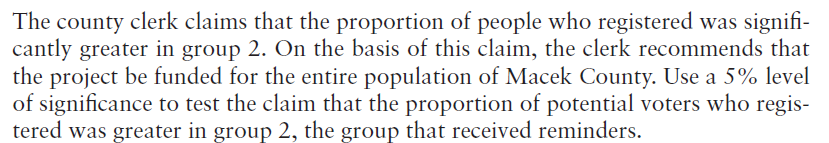 The county clerk claims that the proportion of people who registered was signifi-
cantly greater in group 2. On the basis of this claim, the clerk recommends that
the project be funded for the entire population of Macek County. Use a 5% level
of significance to test the claim that the proportion of potential voters who regis-
tered was greater in group 2, the group that received reminders.